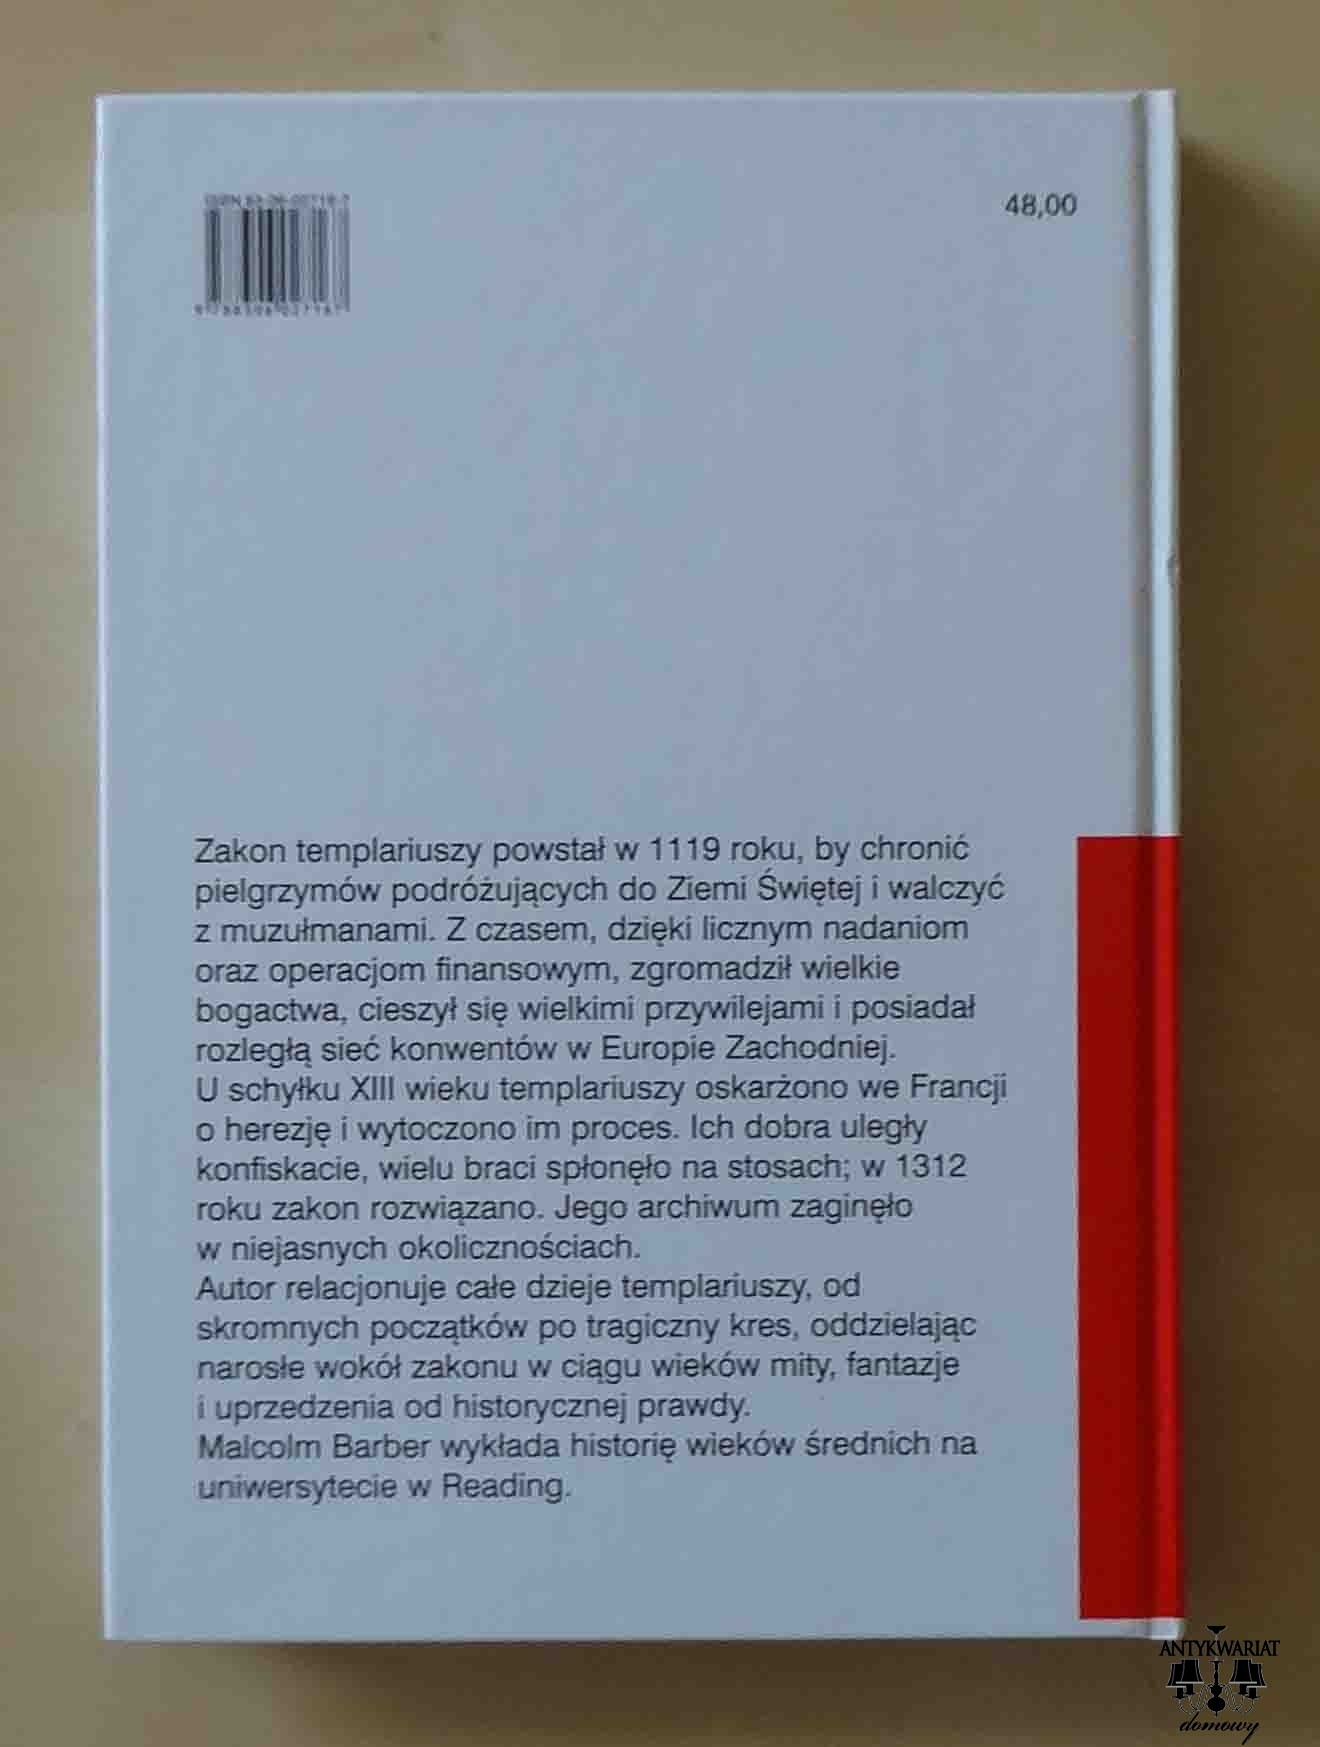 48,00
Zakon templariuszy powstał w 1119 roku, by chronić
pielgrzymów podróżujących do Ziemi Świętej i walczyć
z muzułmanami. Z czasem, dzięki licznym nadaniom
oraz operacjom finansowym, zgromadził wielkie
bogactwa, cieszył się wielkimi przywilejami i posiadał
rozległą sieć konwentów w Europie Zachodniej.
U schyłku XIII wieku templariuszy oskarżono we Francji
o herezję i wytoczono im proces. Ich dobra uległy
konfiskacie, wielu braci spłonęło na stosach; w 1312
roku zakon rozwiązano. Jego archiwum zaginęło
w niejasnych okolicznościach.
Autor relacjonuje całe dzieje templariuszy, od
skromnych początków po tragiczny kres, oddzielając
narosłe wokół zakonu w ciągu wieków mity, fantazje
i uprzedzenia od historycznej prawdy.
Malcolm Barber wykłada historię wieków średnich na
uniwersytecie w Reading.
ANTYKWARIAT
domowy